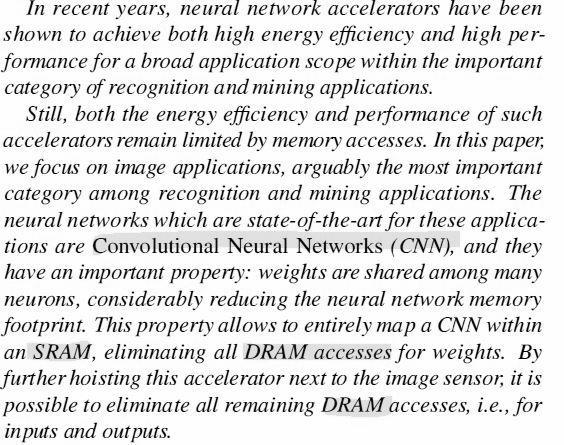 In recent years, neural network accelerators have been
shown to achieve both high energy efficiency and high per-
formance for a broad application scope within the important
category of recognition and mining applications.
Still, both the energy efficiency and performance of such
accelerators remain limited by memory accesses. In this paper,
we focus on image applications, arguably the most important
category among recognition and mining applications. The
neural networks which are state-of-the-art for these applica-
tions are Convolutional Neural Networks (CNN), and they
have an important property: weights are shared among many
neurons, considerably reducing the neural network memory
footprint. This property allows to entirely map a CNN within
an SRAM, eliminating all DRAM accesses for weights. By
further hoisting this accelerator next to the image sensor, it is
possible to eliminate all remaining DRAM accesses, i.e., for
inputs and outputs.